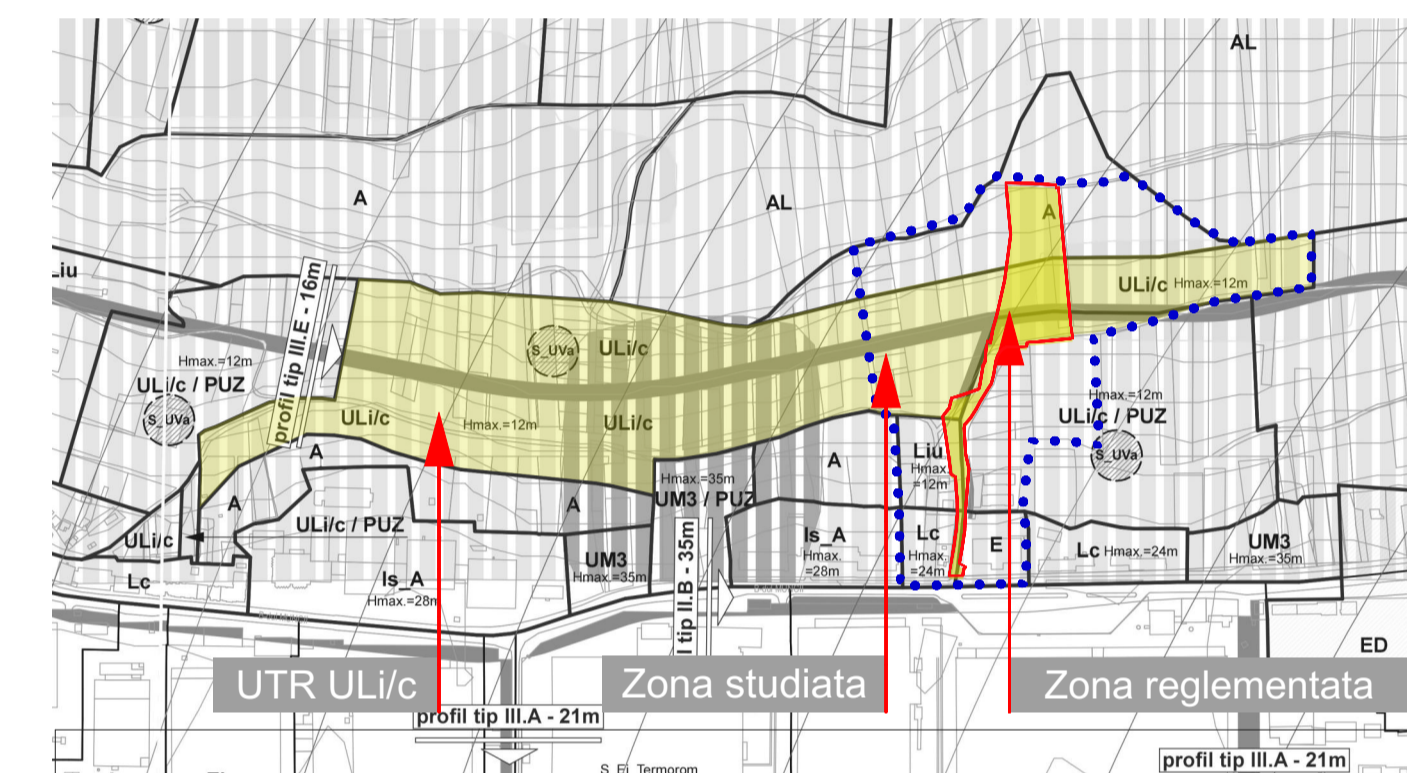 AL
A
AL
A
Liu
profil tip III.E - 16m
ULi/c Hmax.=12m
Hmax.=12m
ULi/c / PUZ
S_UVa
S_UVa
ULi/c
ULi/c
Hmax.=12m
ULi/c
Hmax.=12m
ULi/c / PUZ
S_UVa
A
A
A
Hmax.=35m
UM3 / PUZ
A
Liu
Hmax.
=12m
ULi/c / PUZ
ULi/c
Lc
Is_A
Hmax.=28m
UM3
Hmax.=35m
l tip II.B - 35m
Is_A
Hmax.
=28m
Lc
Hmax.
=24m
E
Lc Hmax.=24m
UM3
Hmax.=35m
ED
UTR ULi/c
Zona studiata
Zona reglementata
profil tip III.A - 21m
profil tip III.A - 21m
S_Ei_Termorom